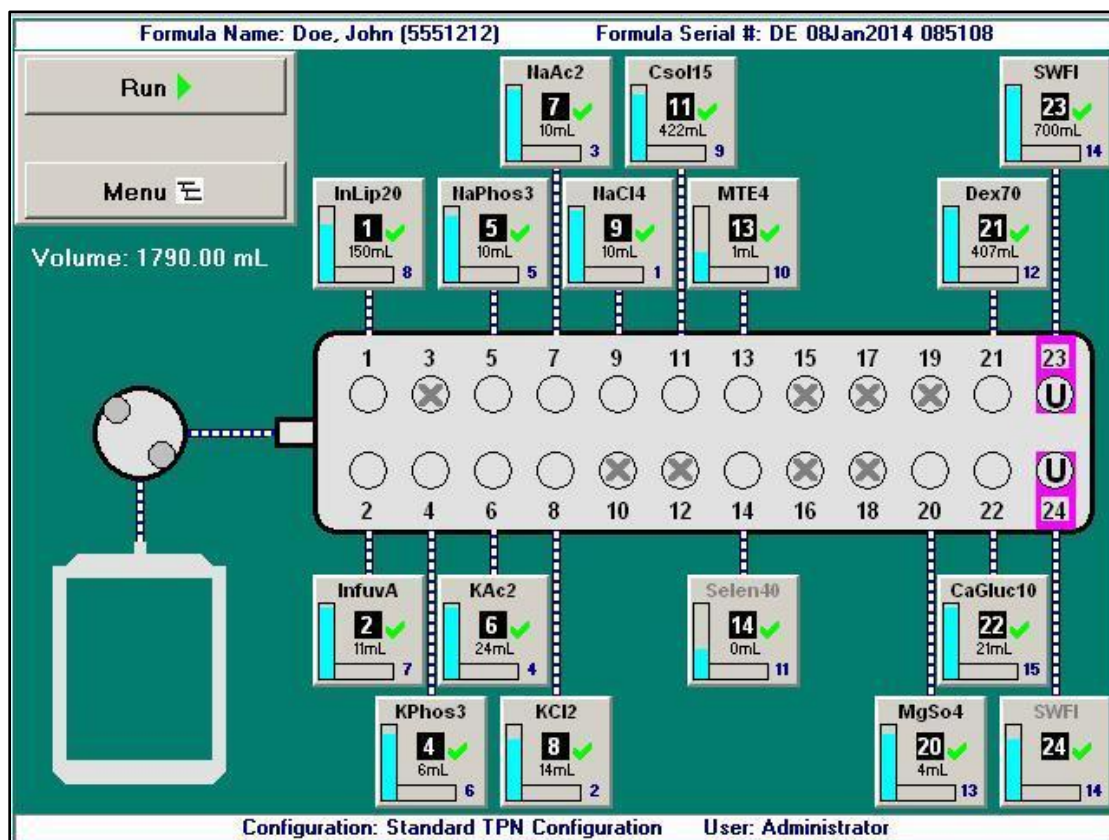 Formula Name: Doe, John (5551212) Formula Serial #: DE 08Jan2014 085108
Run
Menu
Volume: 1790.00 mL
NaAc2
7
10mL
3
Csol15
11
422mL
9
SWFI
23
700mL
14
InLip20
1
150mL
8
NaPhos3
5
10mL
5
NaCl4
9
10mL
1
MTE4
13
1mL
10
Dex70
21
407mL
12
1 3 5 7 9 11 13 15 17 19 21 23
U
U
2 4 6 8 10 12 14 16 18 20 22 24
InfuvA
2
11mL
7
KAc2
6
24mL
4
Selen40
14
0mL
11
CaGluc10
22
21mL
15
KPhos3
4
6mL
6
KCl2
8
14mL
2
MgSo4
20
4mL
13
SWFI
24
14
Configuration: Standard TPN Configuration User: Administrator